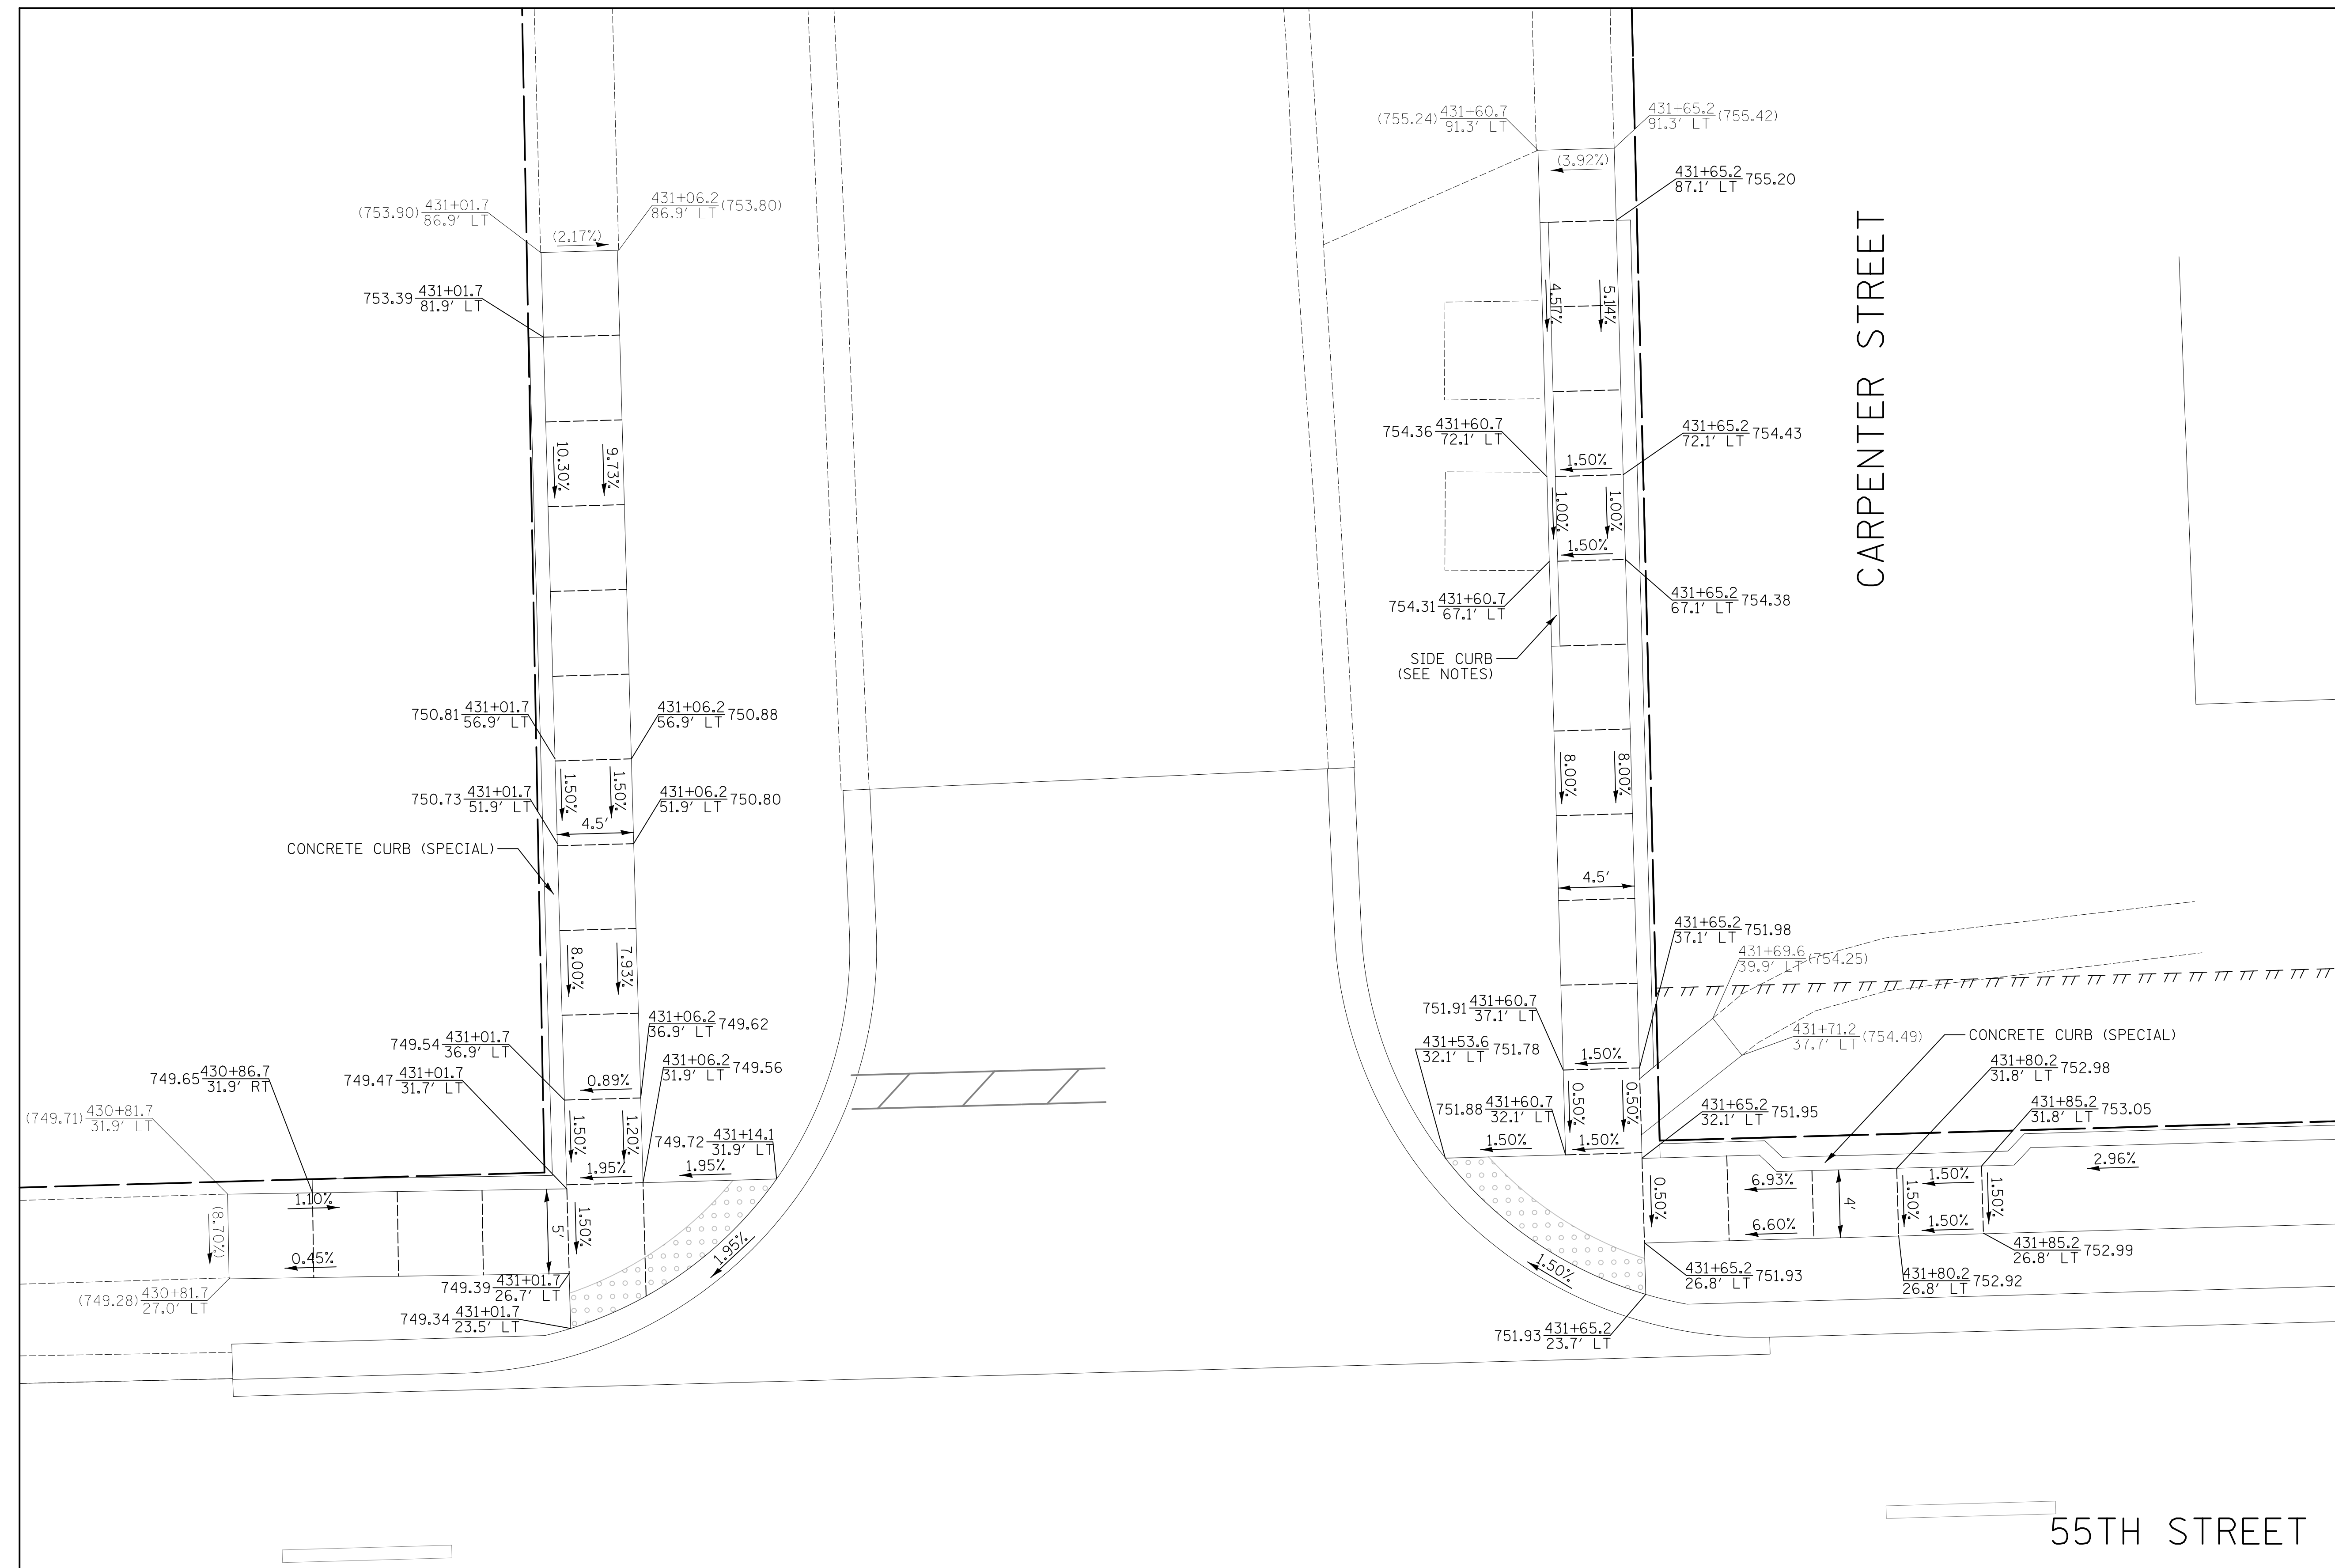 (755.24) 431+60.7
91.3' LT
431+65.2 (755.42)
91.3' LT
(3.92%)
431+65.2 755.20
87.1' LT
(753.90) 431+01.7
86.9' LT
431+06.2 (753.80)
86.9' LT
(2.17%)
753.39 431+01.7
81.9' LT
CARPENTER STREET
4.57%
5.14%
10.30%
9.73%
754.36 431+60.7
72.1' LT
431+65.2 754.43
72.1' LT
1.50%
1.00%
1.00%
1.50%
754.31 431+60.7
67.1' LT
431+65.2 754.38
67.1' LT
SIDE CURB
(SEE NOTES)
750.81 431+01.7
56.9' LT
431+06.2 750.88
56.9' LT
1.50%
1.50%
750.73 431+01.7
51.9' LT
431+06.2 750.80
51.9' LT
4.5'
CONCRETE CURB (SPECIAL)
8.00%
8.00%
4.5'
8.00%
7.93%
431+65.2 751.98
37.1' LT
431+69.6 (754.25)
39.9' LT
431+71.2 (754.49)
37.7' LT
CONCRETE CURB (SPECIAL)
751.91 431+60.7
37.1' LT
431+53.6 751.78
32.1' LT
1.50%
0.50%
0.50%
751.88 431+60.7
32.1' LT
431+65.2 751.95
32.1' LT
1.50%
1.50%
431+80.2 752.98
31.8' LT
431+85.2 753.05
31.8' LT
749.54 431+01.7
36.9' LT
431+06.2 749.62
36.9' LT
749.47 431+01.7
31.7' LT
0.89%
431+06.2 749.56
31.9' LT
749.65 430+86.7
31.9' RT
(749.71) 430+81.7
31.9' LT
1.50%
1.20%
749.72 431+14.1
31.9' LT
1.95%
1.95%
1.10%
(8.70%)
0.45%
5'
1.50%
1.95%
(749.28) 430+81.7
27.0' LT
749.39 431+01.7
26.7' LT
749.34 431+01.7
23.5' LT
0.50%
6.93%
6.60%
4'
1.50%
1.50%
1.50%
1.50%
2.96%
1.50%
431+65.2 751.93
26.8' LT
431+80.2 752.92
26.8' LT
431+85.2 752.99
26.8' LT
751.93 431+65.2
23.7' LT
55TH STREET